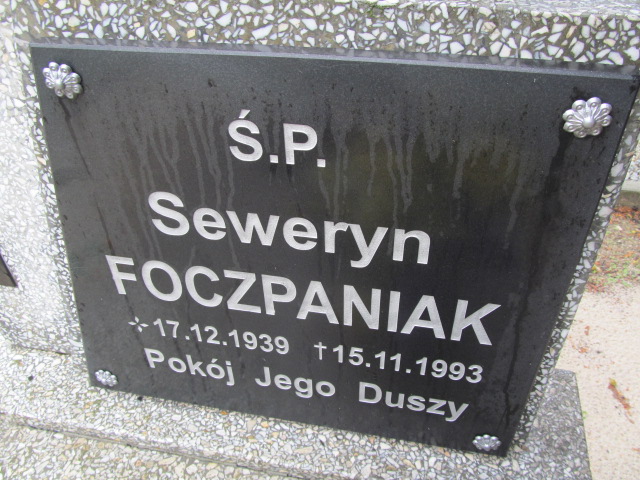 Ś.P.
Seweryn
FOCZPANIAK
✢17.12.1939 †15.11.1993
Pokój Jego Duszy